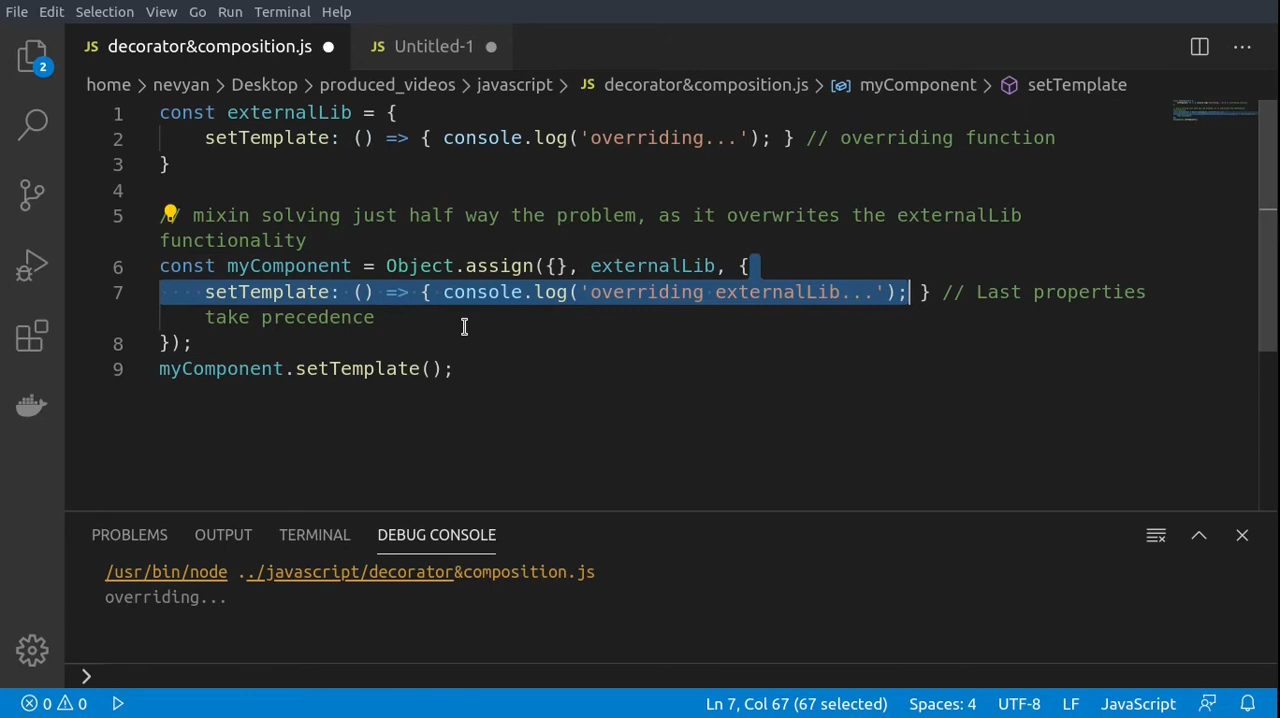 File Edit Selection View Go Run Terminal Help
JS decorator&composition.js JS Untitled-1
2
home > nevyan > Desktop > produced_videos > javascript > JS decorator&composition.js > myComponent > setTemplate
1 const externalLib = {
2 setTemplate: () => { console.log('overriding...'); } // overriding function
3 }
4
5 // mixin solving just half way the problem, as it overwrites the externalLib
functionality
6 const myComponent = Object.assign({}, externalLib, {
7 setTemplate: () => { console.log('overriding externalLib...'); } // Last properties
take precedence
8 });
9 myComponent.setTemplate();
PROBLEMS OUTPUT TERMINAL DEBUG CONSOLE
/usr/bin/node ../javascript/decorator&composition.js
overriding...
>
0 0 Ln 7, Col 67 (67 selected) Spaces: 4 UTF-8 LF JavaScript